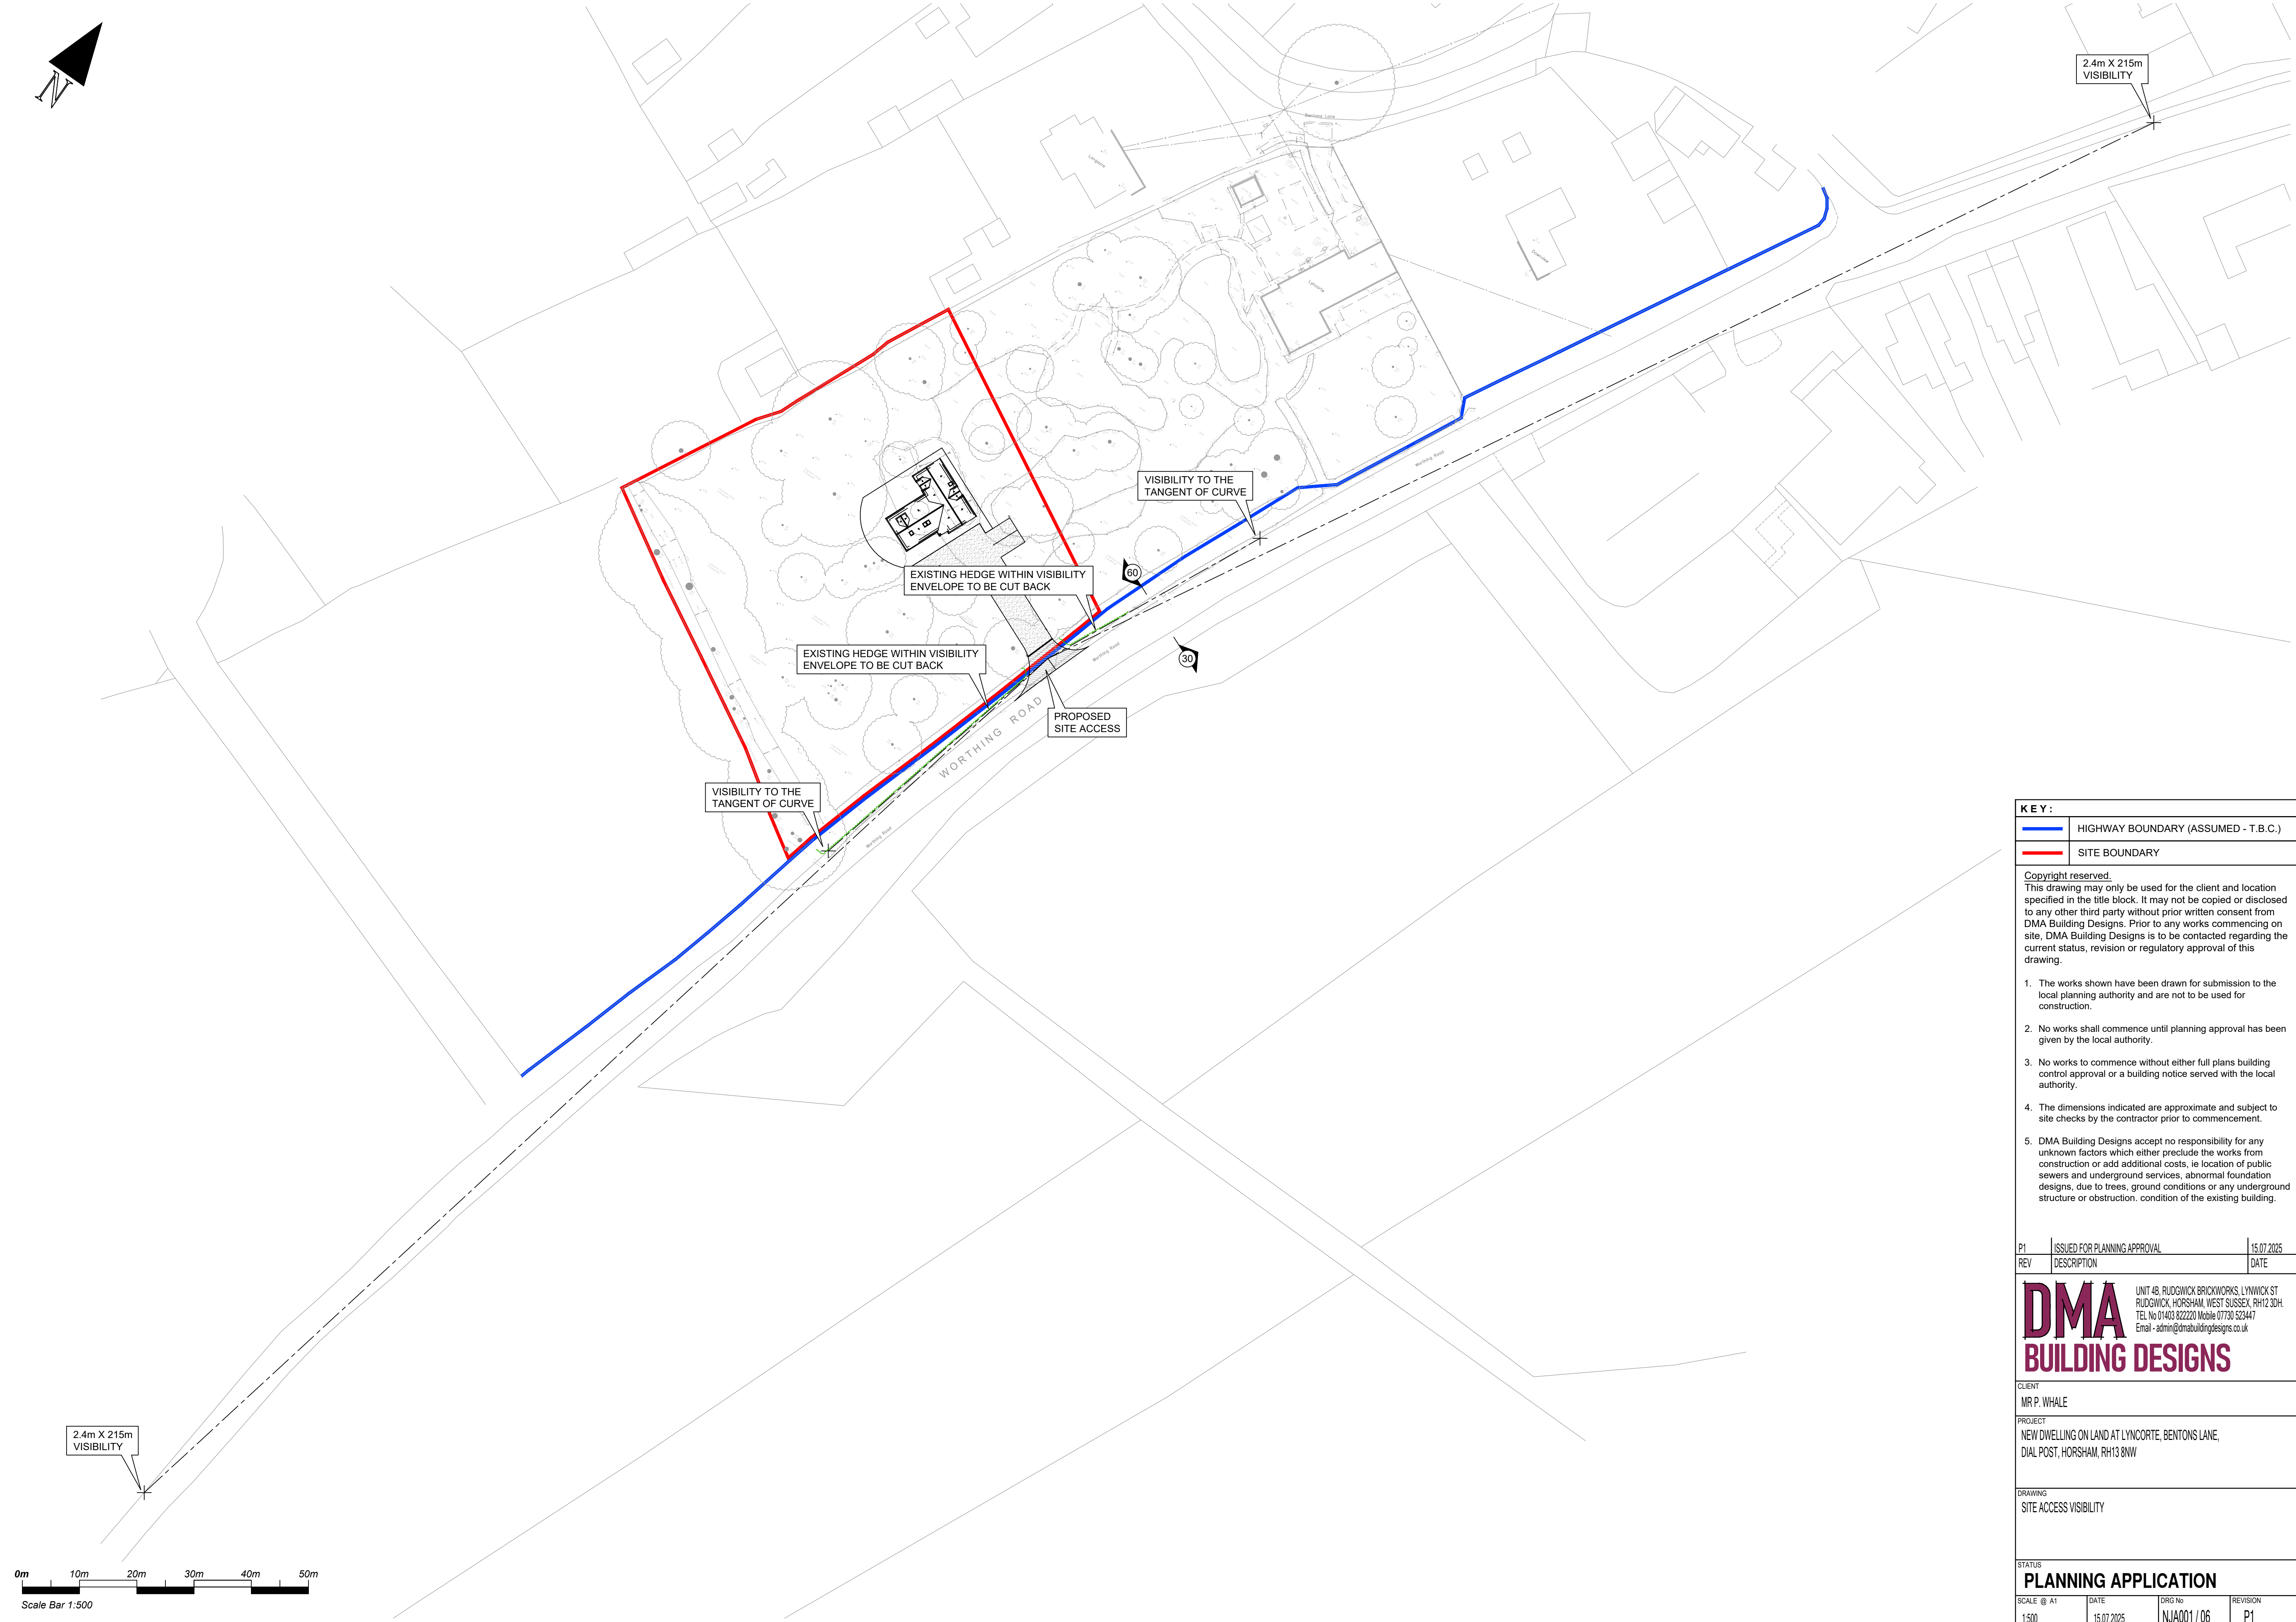 N
2.4m X 215m
VISIBILITY
Bentons Lane
Longacre
Lyncorte
Downsview
VISIBILITY TO THE
TANGENT OF CURVE
Worthing Road
EXISTING HEDGE WITHIN VISIBILITY
ENVELOPE TO BE CUT BACK
60
EXISTING HEDGE WITHIN VISIBILITY
ENVELOPE TO BE CUT BACK
Worthing Road
30
PROPOSED
SITE ACCESS
WORTHING ROAD
VISIBILITY TO THE
TANGENT OF CURVE
Worthing Road
2.4m X 215m
VISIBILITY
0m 10m 20m 30m 40m 50m
Scale Bar 1:500
KEY:
HIGHWAY BOUNDARY (ASSUMED - T.B.C.)
SITE BOUNDARY
Copyright reserved.
This drawing may only be used for the client and location
specified in the title block. It may not be copied or disclosed
to any other third party without prior written consent from
DMA Building Designs. Prior to any works commencing on
site, DMA Building Designs is to be contacted regarding the
current status, revision or regulatory approval of this
drawing.
1. The works shown have been drawn for submission to the
local planning authority and are not to be used for
construction.
2. No works shall commence until planning approval has been
given by the local authority.
3. No works to commence without either full plans building
control approval or a building notice served with the local
authority.
4. The dimensions indicated are approximate and subject to
site checks by the contractor prior to commencement.
5. DMA Building Designs accept no responsibility for any
unknown factors which either preclude the works from
construction or add additional costs, ie location of public
sewers and underground services, abnormal foundation
designs, due to trees, ground conditions or any underground
structure or obstruction. condition of the existing building.
P1 ISSUED FOR PLANNING APPROVAL 15.07.2025
REV DESCRIPTION DATE
DMA
BUILDING DESIGNS
UNIT 4B, RUDGWICK BRICKWORKS, LYNWICK ST
RUDGWICK, HORSHAM, WEST SUSSEX, RH12 3DH.
TEL No 01403 822220 Mobile 07730 523447
Email - admin@dmabuildingdesigns.co.uk
CLIENT
MR P. WHALE
PROJECT
NEW DWELLING ON LAND AT LYNCORTE, BENTONS LANE,
DIAL POST, HORSHAM, RH13 8NW
DRAWING
SITE ACCESS VISIBILITY
STATUS
PLANNING APPLICATION
SCALE @ A1 DATE DRG No REVISION
1:500 15.07.2025 NJA001 / 06 P1